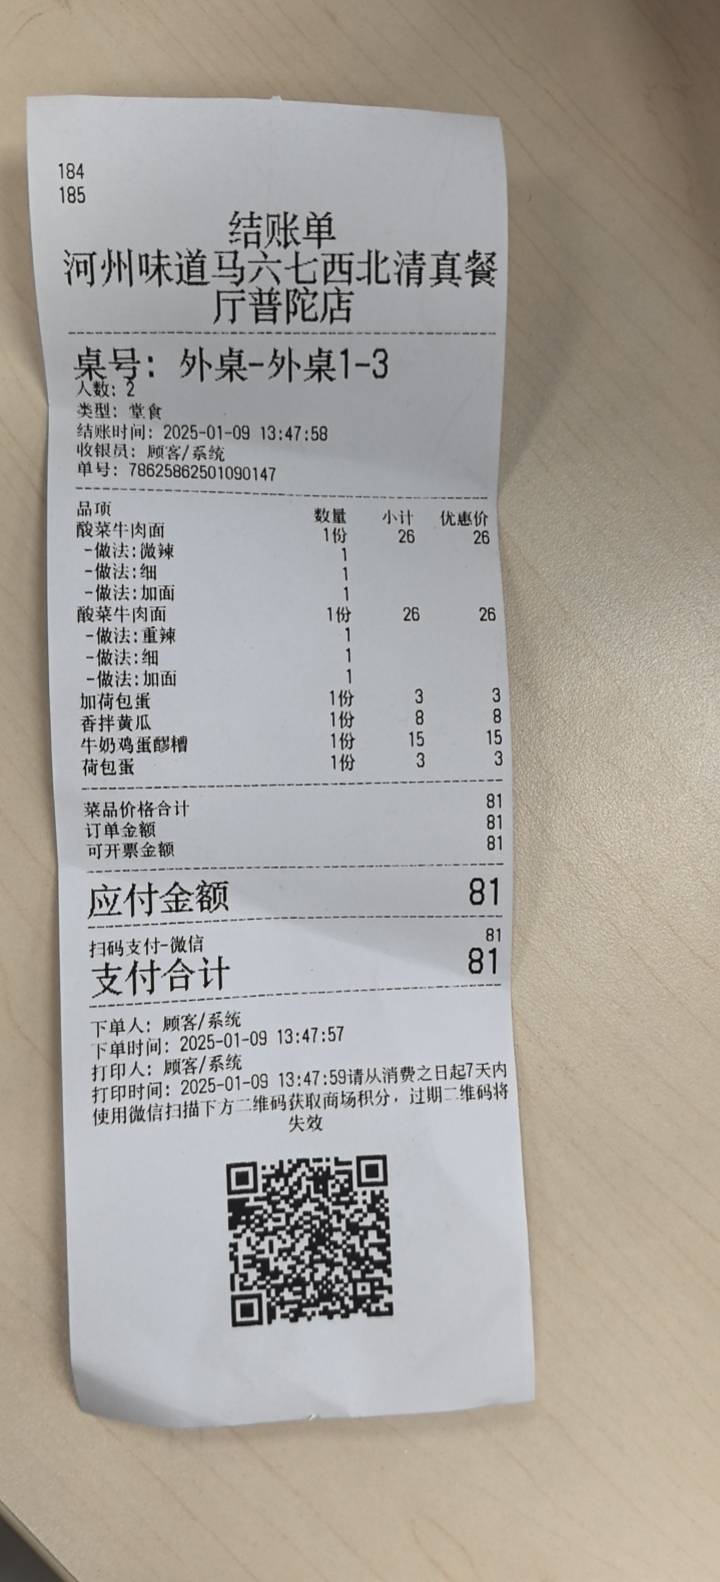 184
185
结账单
河州味道马六七西北清真餐
厅普陀店
桌号: 外桌-外桌1-3
人数: 2
类型: 堂食
结账时间: 2025-01-09 13:47:58
收银员: 顾客/系统
单号: 78625862501090147
品项 数量 小计 优惠价
酸菜牛肉面 1份 26 26
-做法:微辣 1
-做法:细 1
-做法:加面 1
酸菜牛肉面 1份 26 26
-做法:重辣 1
-做法:细 1
-做法:加面 1
加荷包蛋 1份 3 3
香拌黄瓜 1份 8 8
牛奶鸡蛋醪糟 1份 15 15
荷包蛋 1份 3 3
菜品价格合计 81
订单金额 81
可开票金额 81
应付金额 81
扫码支付-微信 81
支付合计 81
下单人: 顾客/系统
下单时间: 2025-01-09 13:47:57
打印人: 顾客/系统
打印时间: 2025-01-09 13:47:59请从消费之日起7天内
使用微信扫描下方二维码获取商场积分，过期二维码将
失效